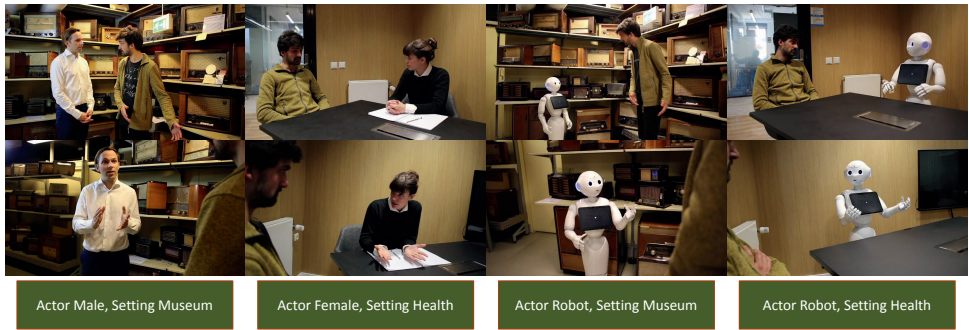 Actor Male, Setting Museum
Actor Female, Setting Health
Actor Robot, Setting Museum
Actor Robot, Setting Health